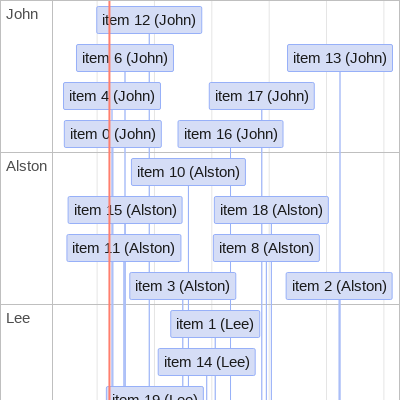 John
item 12 (John)
item 6 (John)
item 13 (John)
item 4 (John)
item 17 (John)
item 0 (John)
item 16 (John)
Alston
item 10 (Alston)
item 15 (Alston)
item 18 (Alston)
item 11 (Alston)
item 8 (Alston)
item 3 (Alston)
item 2 (Alston)
Lee
item 1 (Lee)
item 14 (Lee)
item 19 (Lee)